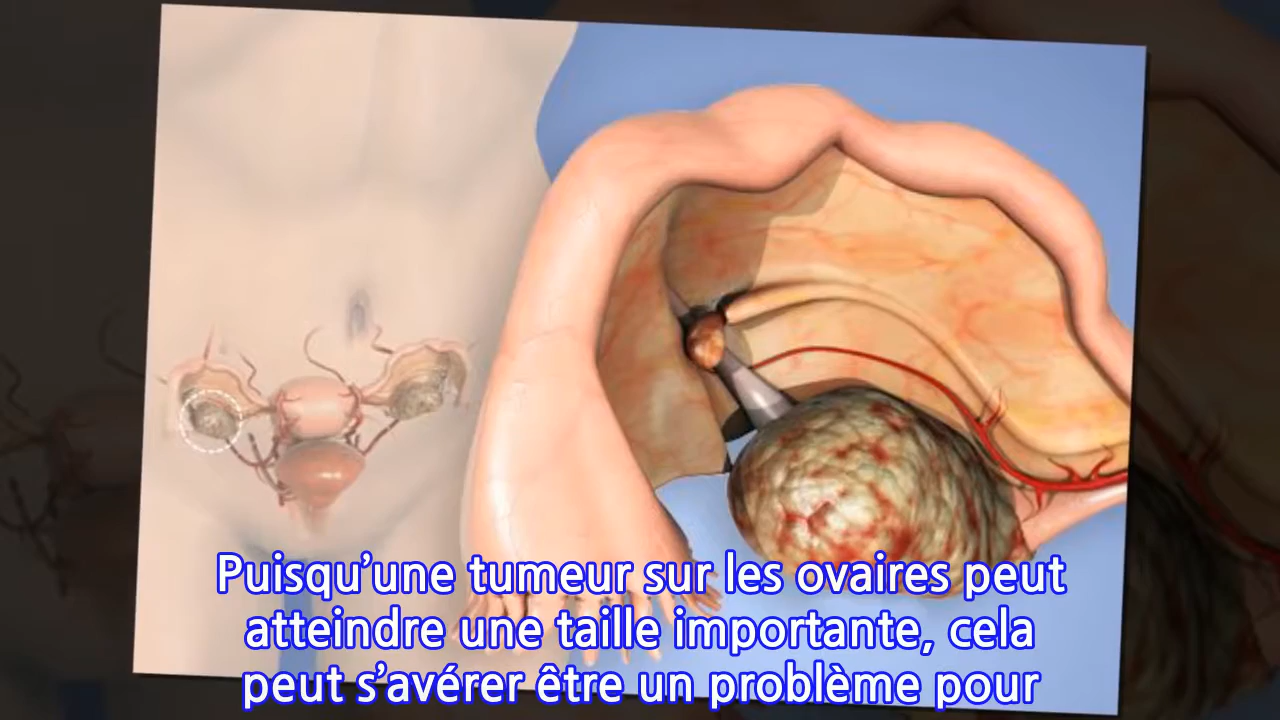 Puisqu’une tumeur sur les ovaires peut
atteindre une taille importante, cela
peut s’avérer être un problème pour